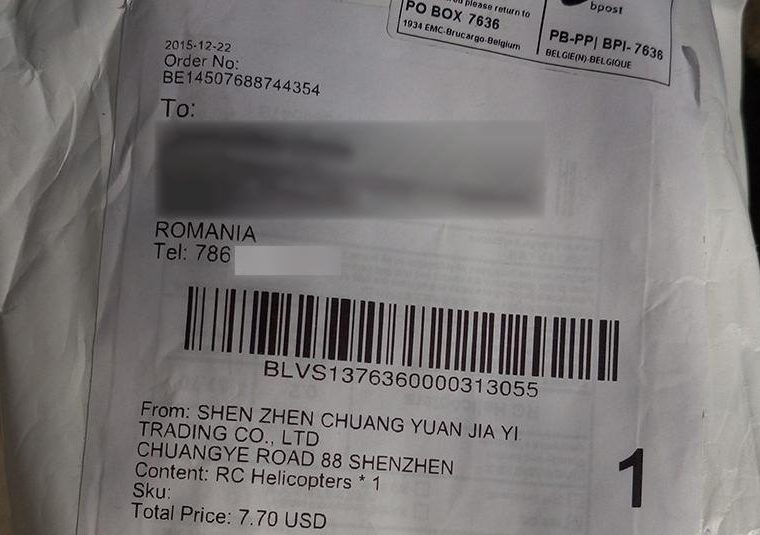 please return to
PO BOX 7636
1934 EMC-Brucargo-Belgium
bpost
PB-PP| BPI- 7636
BELGIE(N)-BELGIQUE
2015-12-22
Order No:
BE14507688744354
To:
ROMANIA
Tel: 786
BLVS1376360000313055
From: SHEN ZHEN CHUANG YUAN JIA YI
TRADING CO., LTD
CHUANGYE ROAD 88 SHENZHEN
Content: RC Helicopters * 1
Sku:
Total Price: 7.70 USD
1